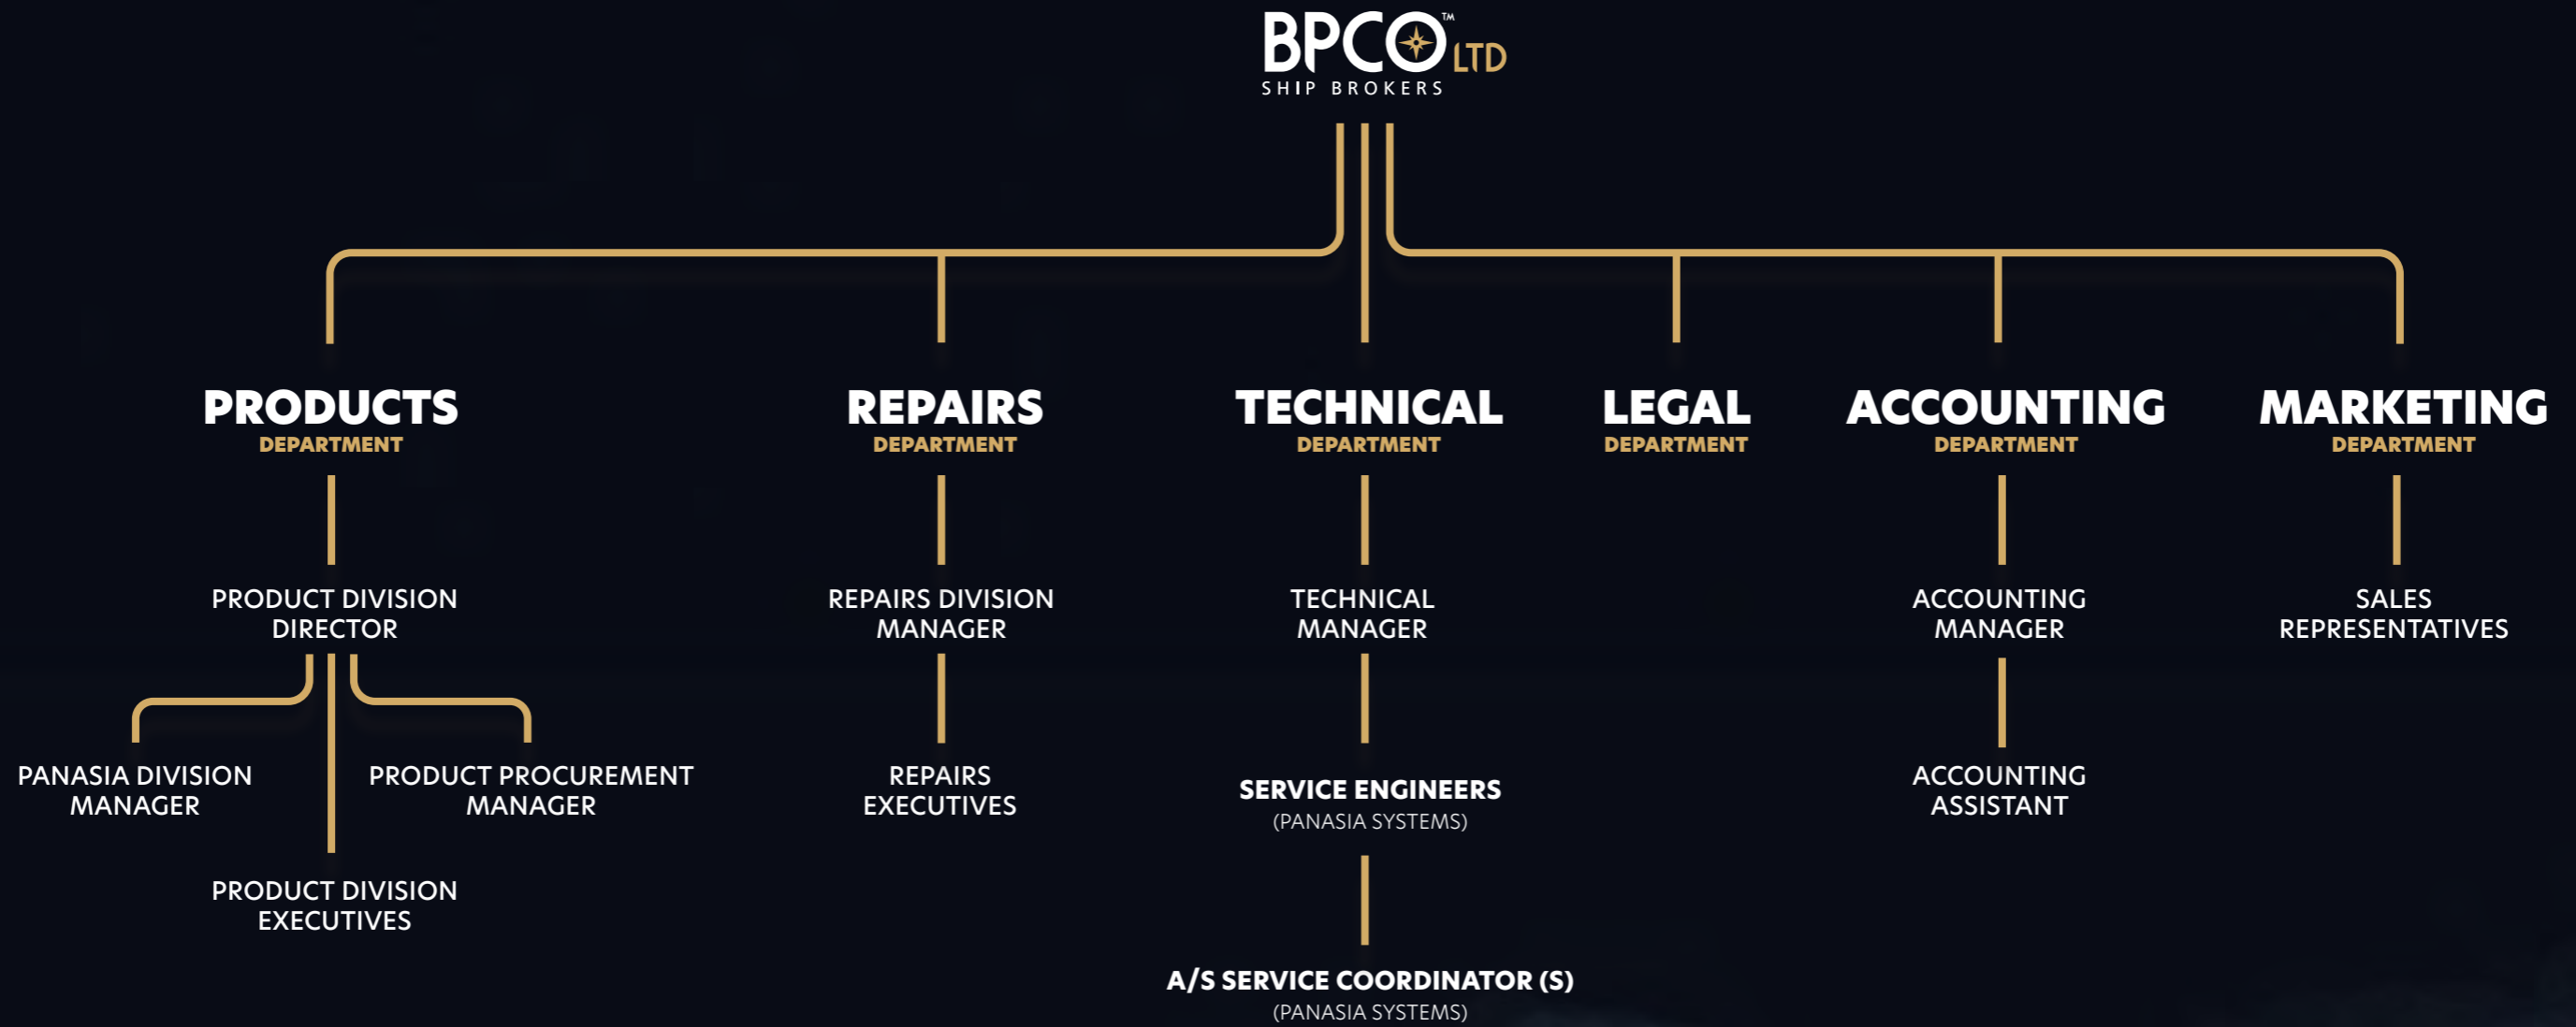 BPCO™ LTD
SHIP BROKERS
PRODUCTS
DEPARTMENT
REPAIRS
DEPARTMENT
TECHNICAL
DEPARTMENT
LEGAL
DEPARTMENT
ACCOUNTING
DEPARTMENT
MARKETING
DEPARTMENT
PRODUCT DIVISION
DIRECTOR
REPAIRS DIVISION
MANAGER
TECHNICAL
MANAGER
ACCOUNTING
MANAGER
SALES
REPRESENTATIVES
PANASIA DIVISION
MANAGER
PRODUCT PROCUREMENT
MANAGER
REPAIRS
EXECUTIVES
SERVICE ENGINEERS
(PANASIA SYSTEMS)
ACCOUNTING
ASSISTANT
PRODUCT DIVISION
EXECUTIVES
A/S SERVICE COORDINATOR (S)
(PANASIA SYSTEMS)